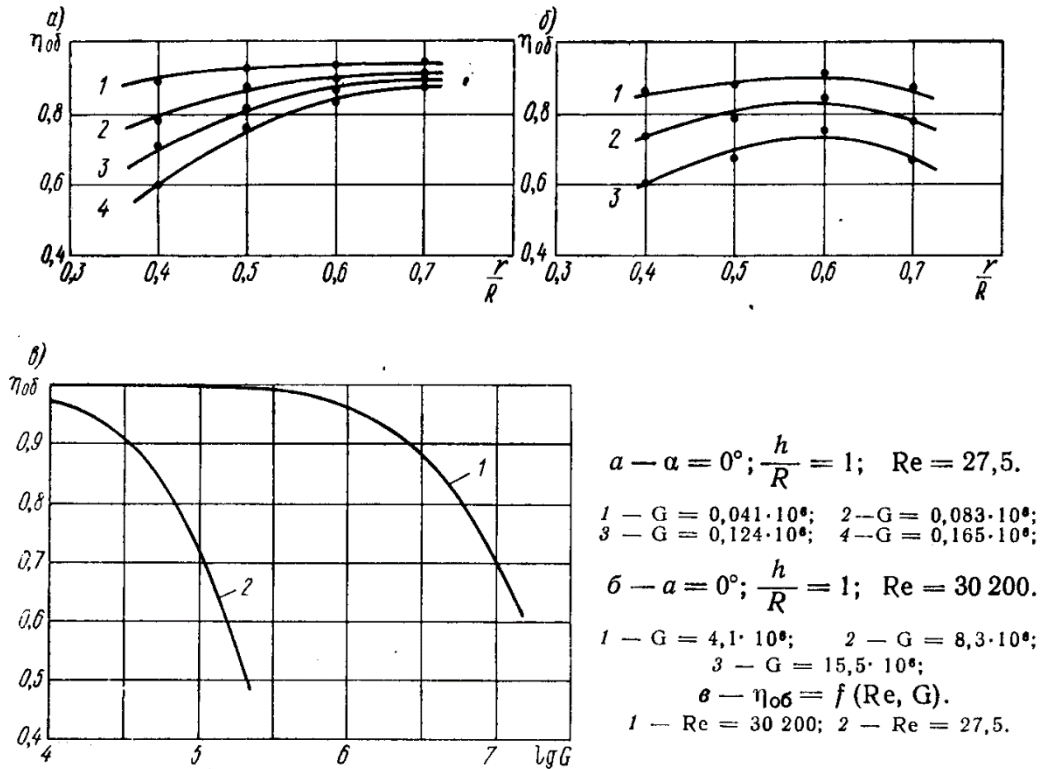 а)
η об
1
0,8
2
3
0,6
4
0,4
0,3 0,4 0,5 0,6 0,7 r/R
б)
η об
1
0,8
2
0,6
3
0,4
0,3 0,4 0,5 0,6 0,7 r/R
в)
η об
0,9
0,8
0,7
0,6
0,5
0,4
1
2
4 5 6 7 lg G
а — α = 0°; h/R = 1; Re = 27,5.
1 — G = 0,041·10⁶; 2—G = 0,083·10⁶;
3 — G = 0,124·10⁶; 4—G = 0,165·10⁶;
б — a = 0°; h/R = 1; Re = 30 200.
1 — G = 4,1· 10⁶; 2 — G = 8,3·10⁶;
3 — G = 15,5· 10⁶;
в — η об = f (Re, G).
1 — Re = 30 200; 2 — Re = 27,5.